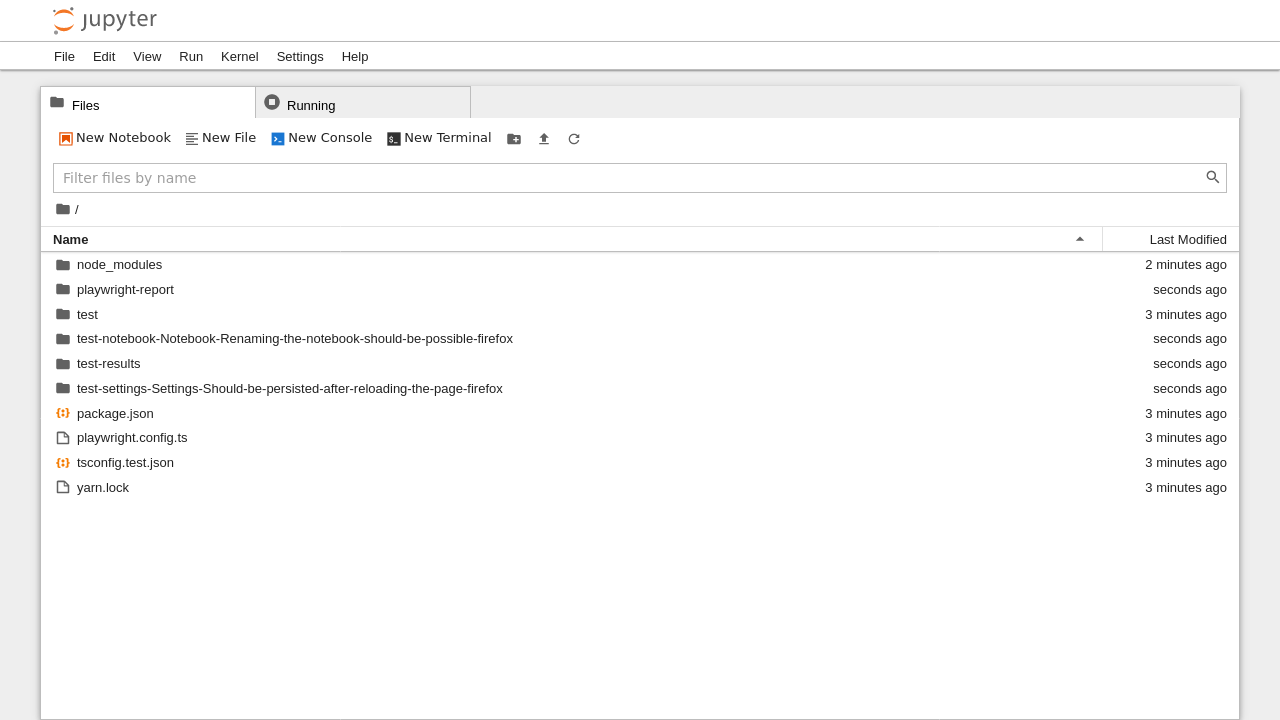 jupyter
File Edit View Run Kernel Settings Help
Files Running
New Notebook New File New Console New Terminal
Filter files by name
/
Name Last Modified
node_modules 2 minutes ago
playwright-report seconds ago
test 3 minutes ago
test-notebook-Notebook-Renaming-the-notebook-should-be-possible-firefox seconds ago
test-results seconds ago
test-settings-Settings-Should-be-persisted-after-reloading-the-page-firefox seconds ago
package.json 3 minutes ago
playwright.config.ts 3 minutes ago
tsconfig.test.json 3 minutes ago
yarn.lock 3 minutes ago